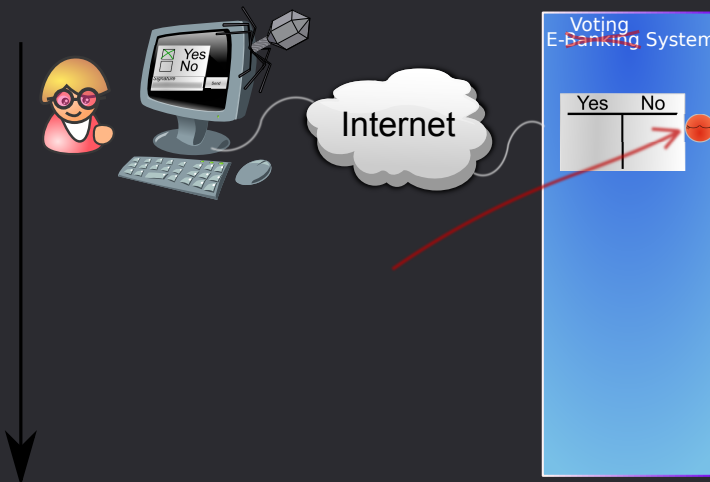 Voting
E-Banking System
Yes
No
Signature
Send
Internet
Yes No